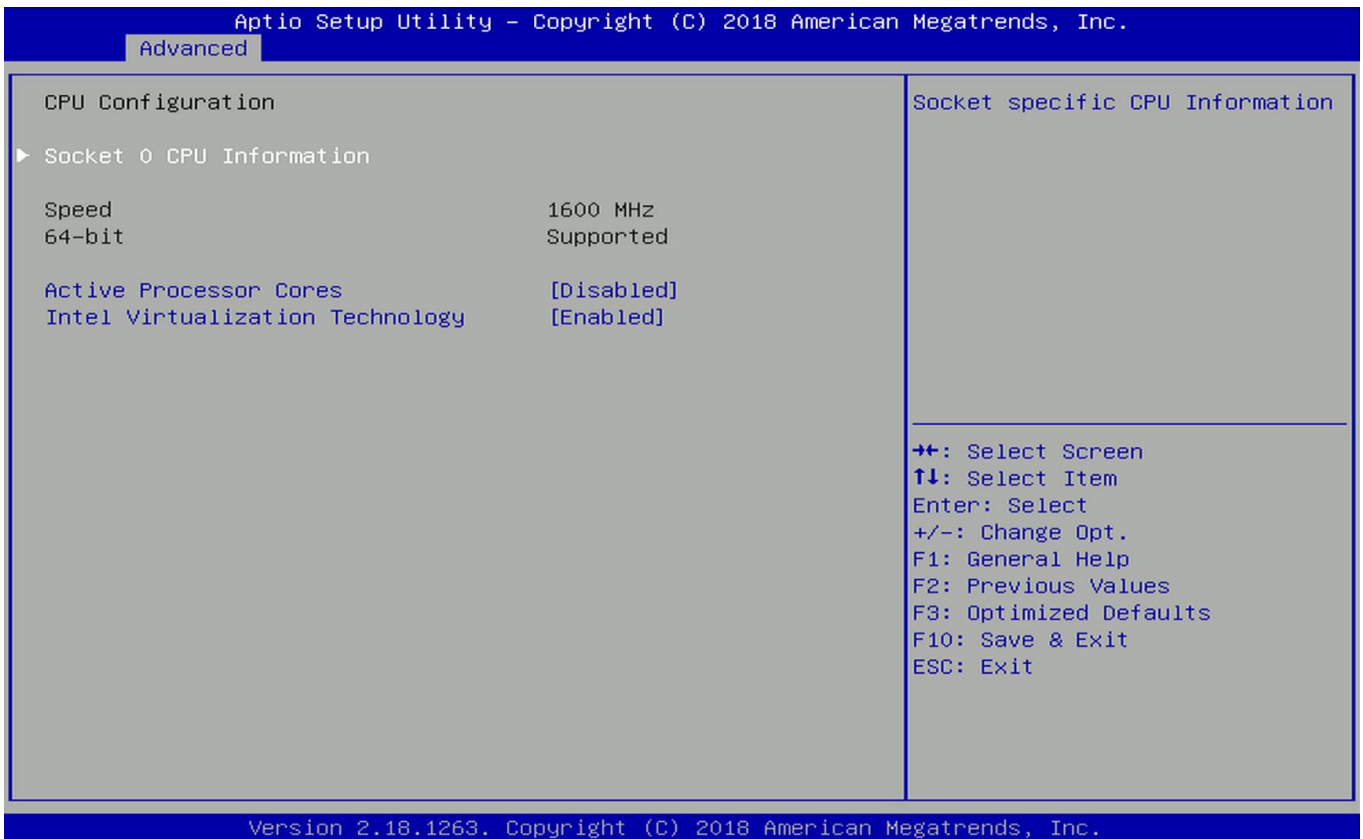 Aptio Setup Utility – Copyright (C) 2018 American Megatrends, Inc.
Advanced
CPU Configuration
Socket specific CPU Information
▶ Socket 0 CPU Information
Speed 1600 MHz
64-bit Supported
Active Processor Cores [Disabled]
Intel Virtualization Technology [Enabled]
→←: Select Screen
↑↓: Select Item
Enter: Select
+/-: Change Opt.
F1: General Help
F2: Previous Values
F3: Optimized Defaults
F10: Save & Exit
ESC: Exit
Version 2.18.1263. Copyright (C) 2018 American Megatrends, Inc.